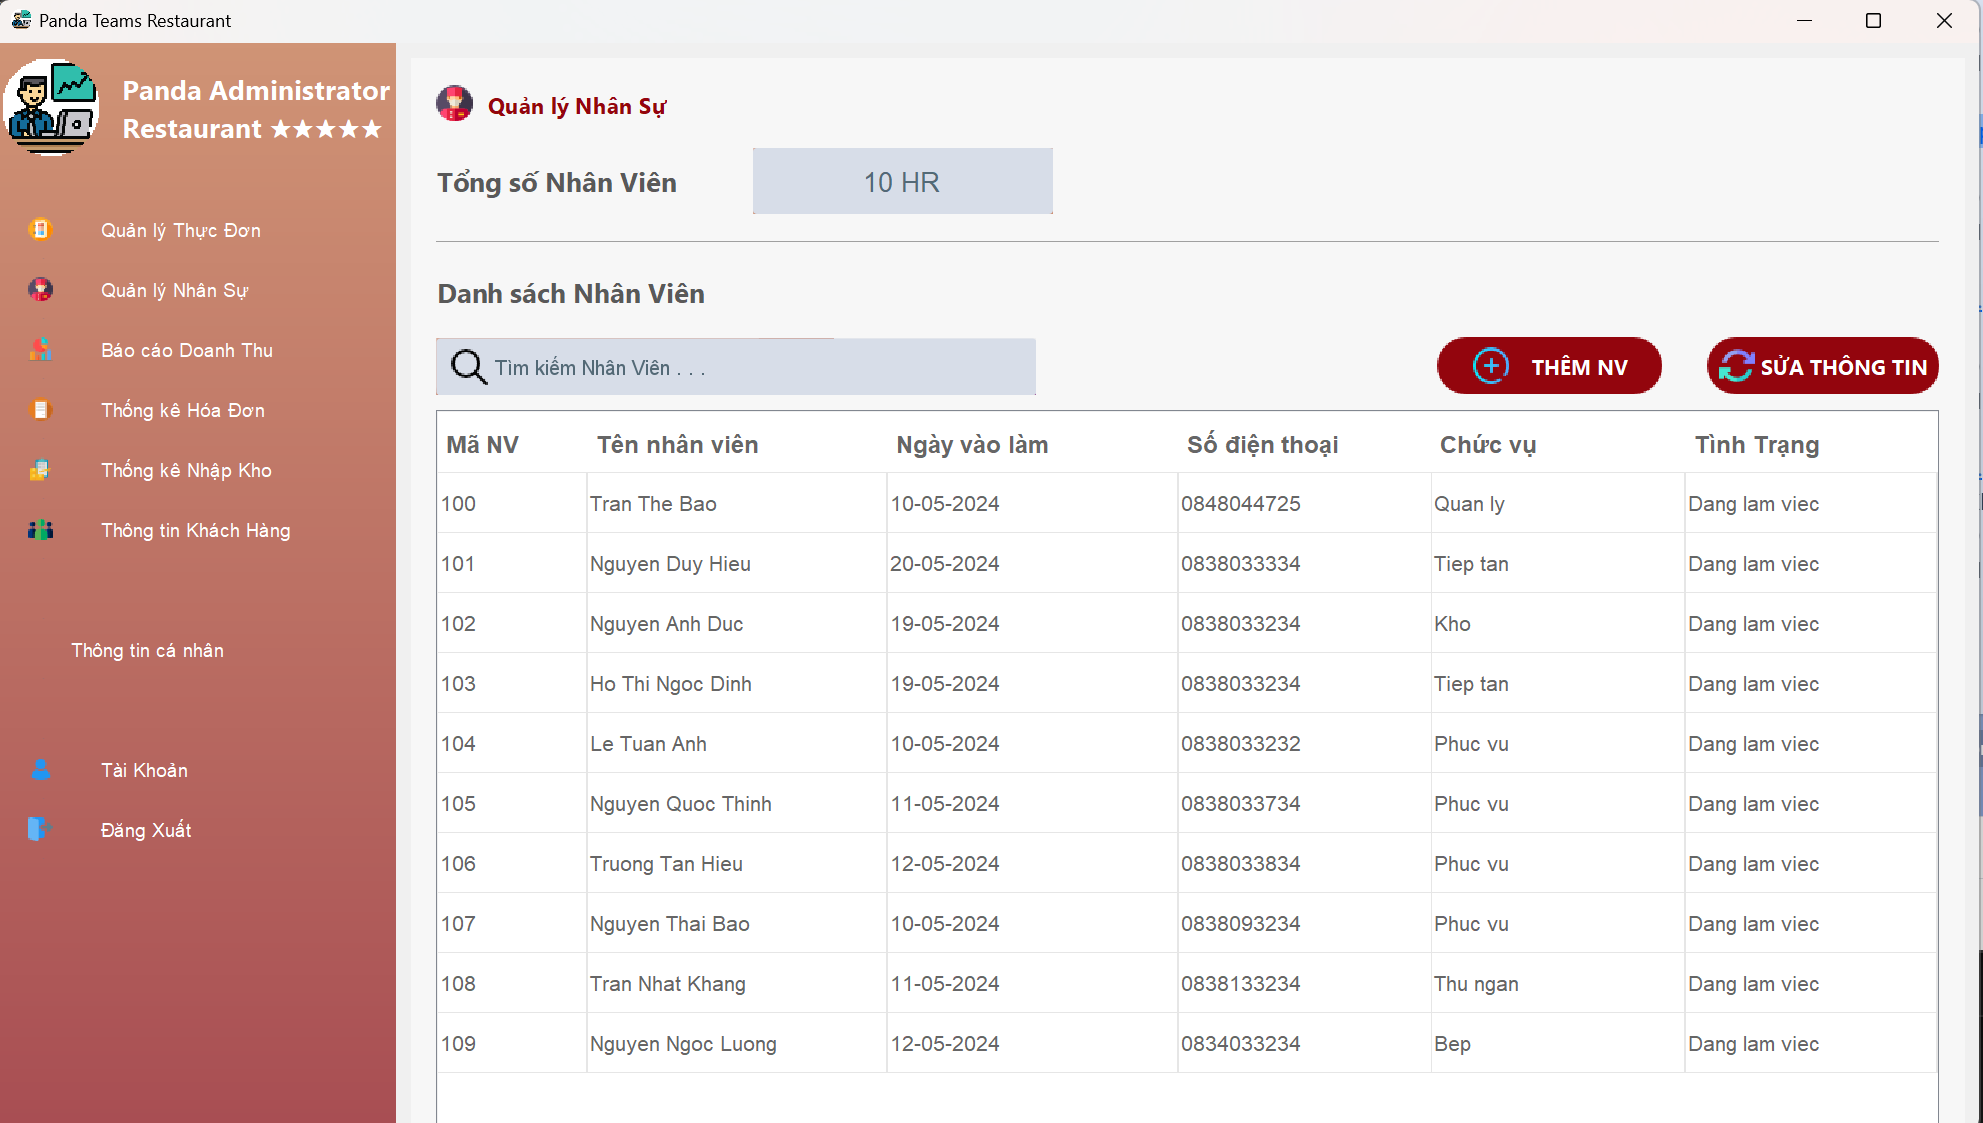 Panda Teams Restaurant
Panda Administrator
Restaurant ★★★★★
Quản lý Thực Đơn
Quản lý Nhân Sự
Báo cáo Doanh Thu
Thống kê Hóa Đơn
Thống kê Nhập Kho
Thông tin Khách Hàng
Thông tin cá nhân
Tài Khoản
Đăng Xuất
Quản lý Nhân Sự
Tổng số Nhân Viên 10 HR
Danh sách Nhân Viên
Tìm kiếm Nhân Viên . . . THÊM NV SỬA THÔNG TIN
Mã NV Tên nhân viên Ngày vào làm Số điện thoại Chức vụ Tình Trạng
100 Tran The Bao 10-05-2024 0848044725 Quan ly Dang lam viec
101 Nguyen Duy Hieu 20-05-2024 0838033334 Tiep tan Dang lam viec
102 Nguyen Anh Duc 19-05-2024 0838033234 Kho Dang lam viec
103 Ho Thi Ngoc Dinh 19-05-2024 0838033234 Tiep tan Dang lam viec
104 Le Tuan Anh 10-05-2024 0838033232 Phuc vu Dang lam viec
105 Nguyen Quoc Thinh 11-05-2024 0838033734 Phuc vu Dang lam viec
106 Truong Tan Hieu 12-05-2024 0838033834 Phuc vu Dang lam viec
107 Nguyen Thai Bao 10-05-2024 0838093234 Phuc vu Dang lam viec
108 Tran Nhat Khang 11-05-2024 0838133234 Thu ngan Dang lam viec
109 Nguyen Ngoc Luong 12-05-2024 0834033234 Bep Dang lam viec